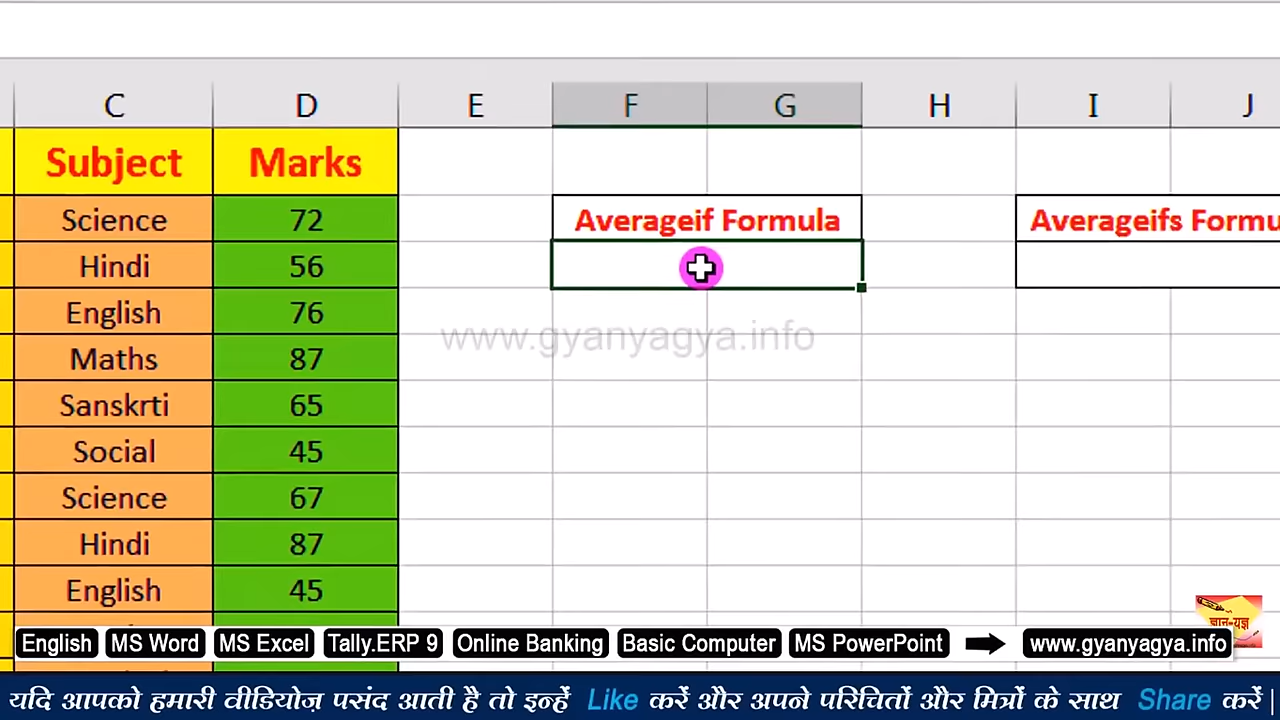 C D E F G H I J
Subject Marks
Science 72 Averageif Formula Averageifs Formu
Hindi 56
English 76
www.gyanyagya.info
Maths 87
Sanskrti 65
Social 45
Science 67
Hindi 87
English 45
ज्ञान-यज्ञ
English MS Word MS Excel Tally.ERP 9 Online Banking Basic Computer MS PowerPoint www.gyanyagya.info
यदि आपको हमारी वीडियोज़ पसंद आती है तो इन्हें Like करें और अपने परिचितों और मित्रों के साथ Share करें |